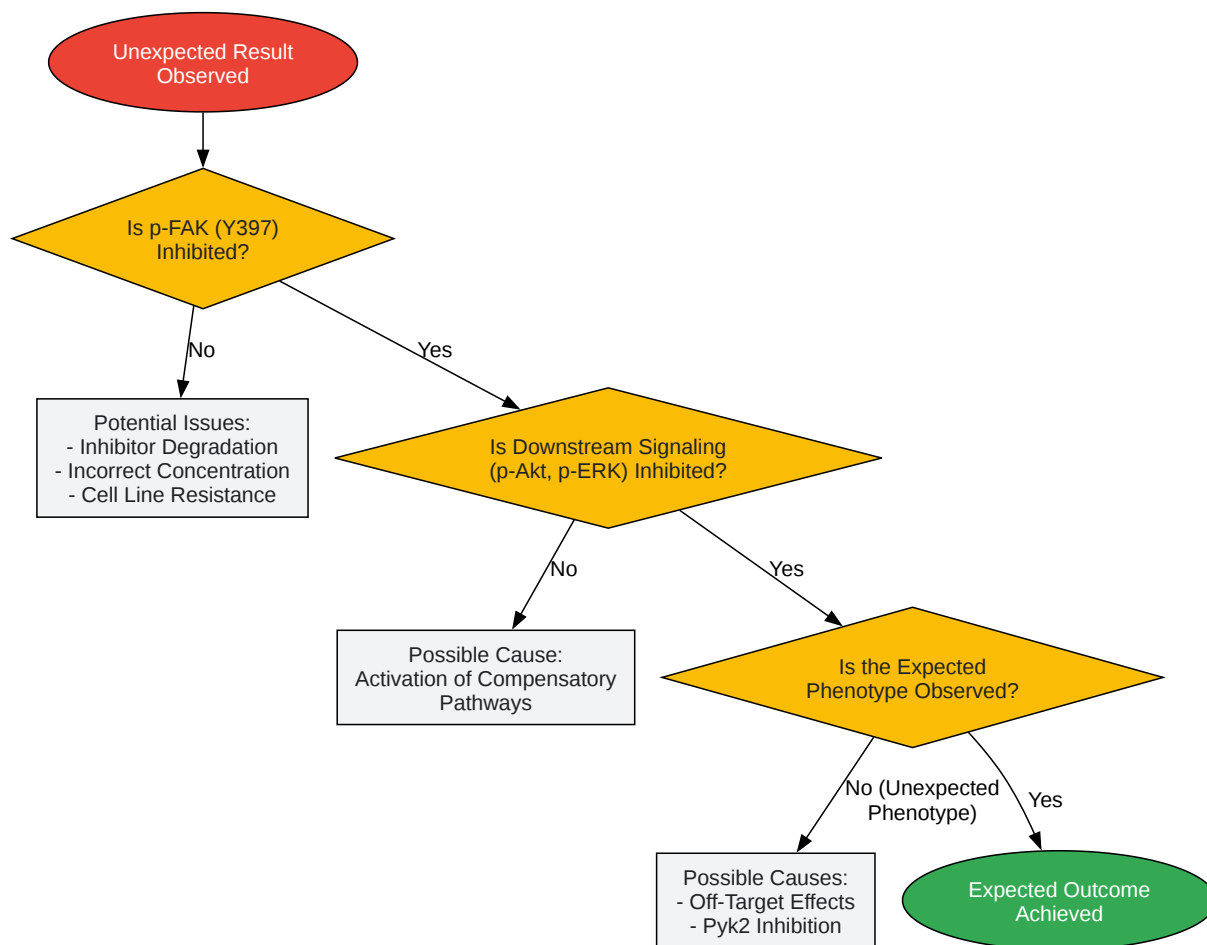 Unexpected Result
Observed
Is p-FAK (Y397)
Inhibited?
No
Yes
Potential Issues:
- Inhibitor Degradation
- Incorrect Concentration
- Cell Line Resistance
Is Downstream Signaling
(p-Akt, p-ERK) Inhibited?
No
Yes
Possible Cause:
Activation of Compensatory
Pathways
Is the Expected
Phenotype Observed?
No (Unexpected
Phenotype)
Yes
Possible Causes:
- Off-Target Effects
- Pyk2 Inhibition
Expected Outcome
Achieved